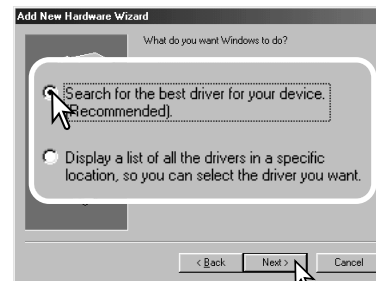 Add New Hardware Wizard
What do you want Windows to do?
Search for the best driver for your device.
(Recommended).
Display a list of all the drivers in a specific
location, so you can select the driver you want.
< Back
Next >
Cancel